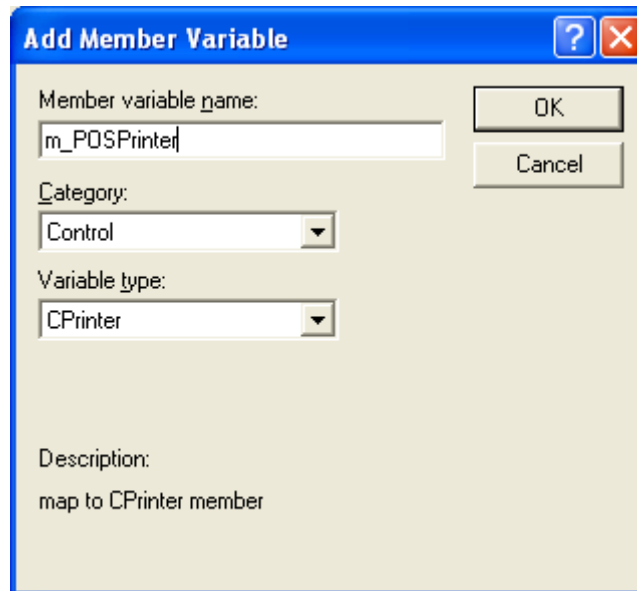 Add Member Variable
Member variable name:
m_POSPrinter
OK
Cancel
Category:
Control
Variable type:
CPrinter
Description:
map to CPrinter member